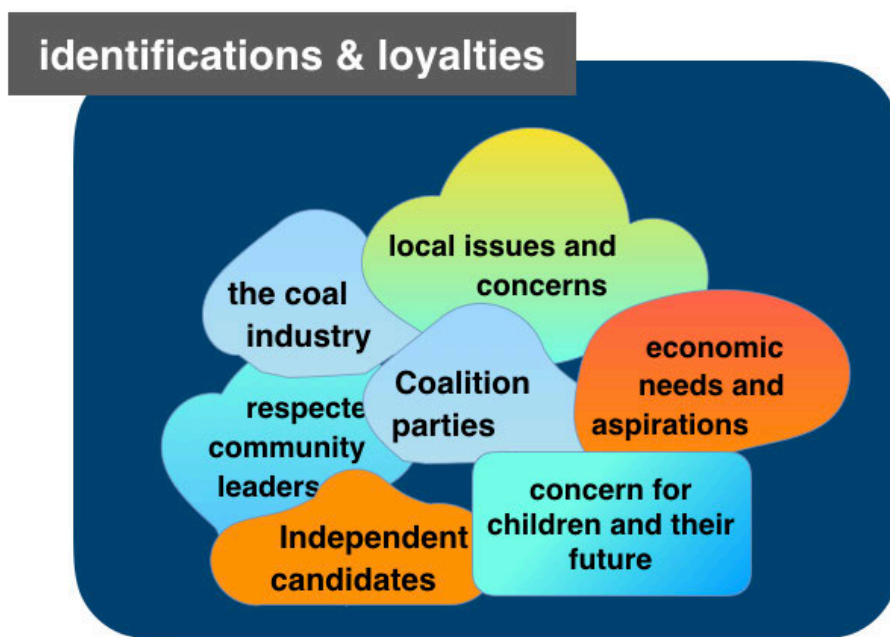 identifications & loyalties
local issues and
concerns
the coal
industry
economic
needs and
aspirations
Coalition
parties
respecte
community
leaders
concern for
children and their
future
Independent
candidates